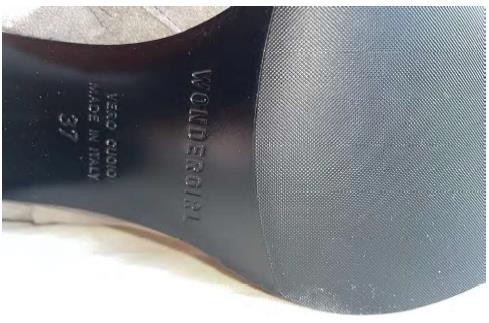 WONDERGIRL
VERO CUOIO
MADE IN ITALY
37